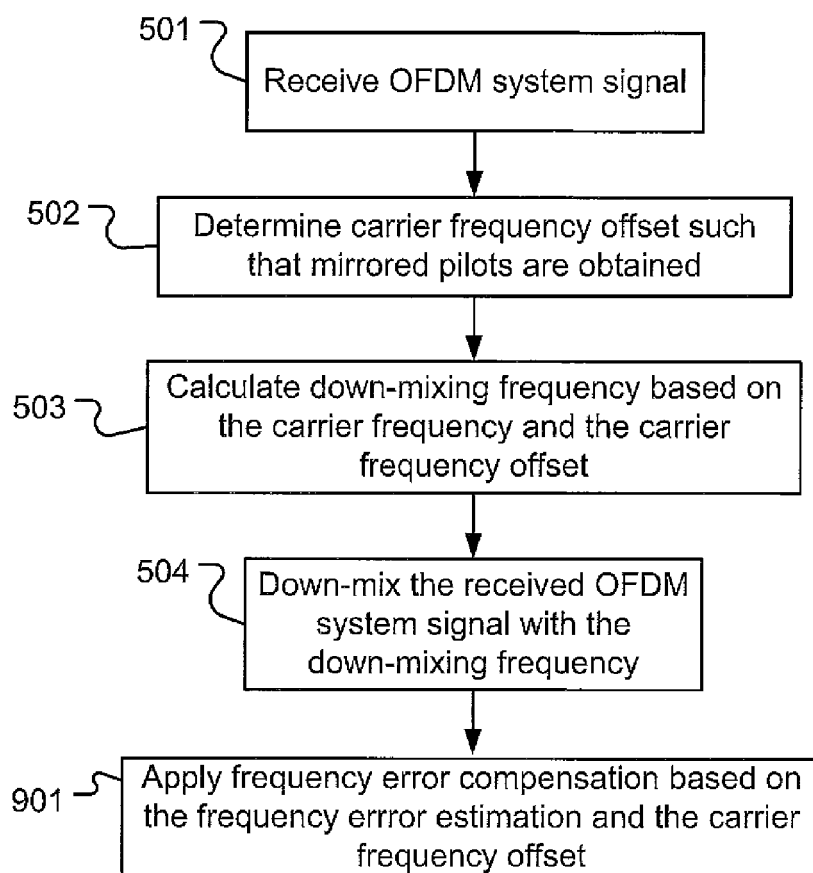 501
Receive OFDM system signal
502
Determine carrier frequency offset such
that mirrored pilots are obtained
503
Calculate down-mixing frequency based on
the carrier frequency and the carrier
frequency offset
504
Down-mix the received OFDM
system signal with the
down-mixing frequency
901
Apply frequency error compensation based on
the frequency errror estimation and the carrier
frequency offset